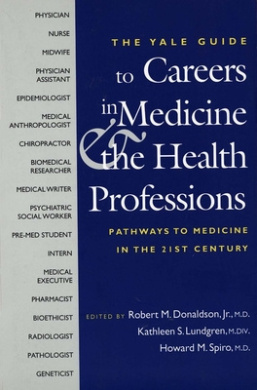 PHYSICIAN
NURSE
MIDWIFE
PHYSICIAN
ASSISTANT
EPIDEMIOLOGIST
MEDICAL
ANTHROPOLOGIST
CHIROPRACTOR
BIOMEDICAL
RESEARCHER
MEDICAL WRITER
PSYCHIATRIC
SOCIAL WORKER
PRE-MED STUDENT
INTERN
MEDICAL
EXECUTIVE
PHARMACIST
BIOETHICIST
RADIOLOGIST
PATHOLOGIST
GENETICIST
THE YALE GUIDE
to Careers
in Medicine
& the Health
Professions
PATHWAYS TO MEDICINE
IN THE 21ST CENTURY
EDITED BY Robert M. Donaldson, Jr., M.D.
Kathleen S. Lundgren, M.DIV.
Howard M. Spiro, M.D.